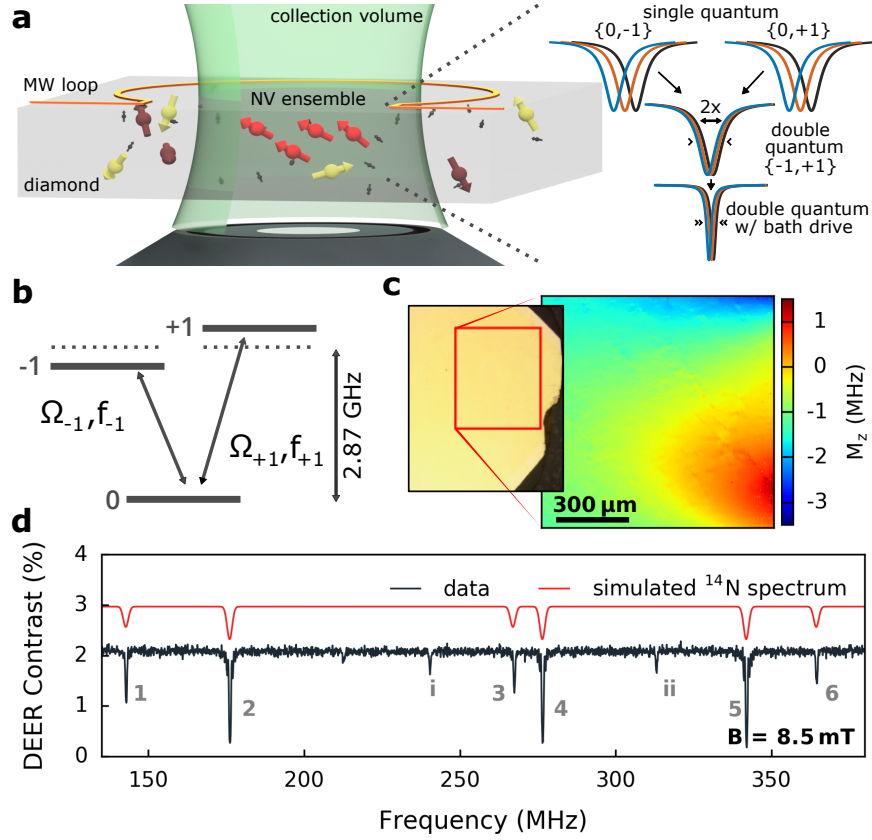 a
collection volume
MW loop
NV ensemble
diamond
single quantum
{0,-1}
{0,+1}
2x
double
quantum
{-1,+1}
double quantum
w/ bath drive
b
+1
-1
0
Ω-1,f-1
Ω+1,f+1
2.87 GHz
c
300 µm
1
0
-1
-2
-3
Mz (MHz)
d
4
3
2
1
0
DEER Contrast (%)
data
simulated 14N spectrum
1
2
i
3
4
ii
5
6
B = 8.5 mT
150
200
250
300
350
Frequency (MHz)